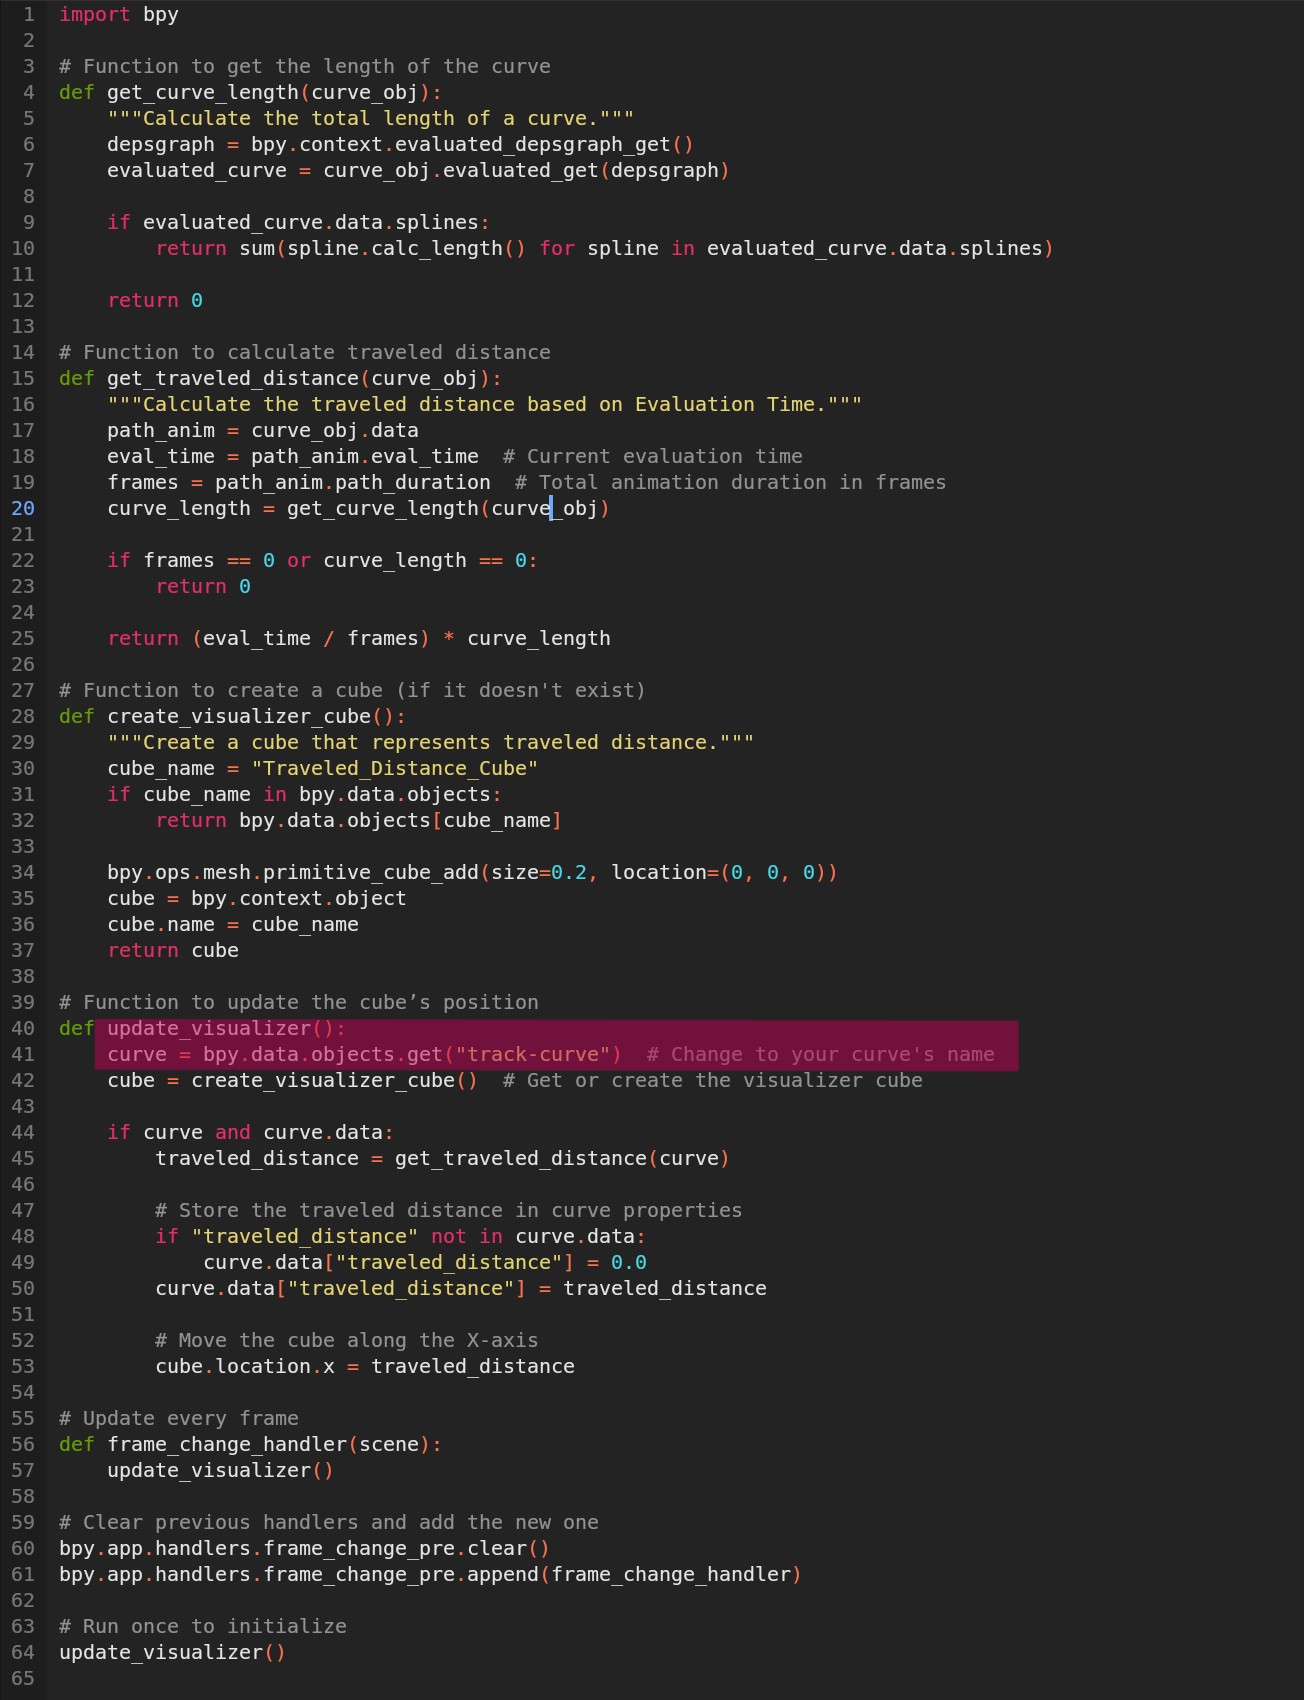 1 import bpy
2
3 # Function to get the length of the curve
4 def get_curve_length(curve_obj):
5     """Calculate the total length of a curve."""
6     depsgraph = bpy.context.evaluated_depsgraph_get()
7     evaluated_curve = curve_obj.evaluated_get(depsgraph)
8
9     if evaluated_curve.data.splines:
10         return sum(spline.calc_length() for spline in evaluated_curve.data.splines)
11
12     return 0
13
14 # Function to calculate traveled distance
15 def get_traveled_distance(curve_obj):
16     """Calculate the traveled distance based on Evaluation Time."""
17     path_anim = curve_obj.data
18     eval_time = path_anim.eval_time  # Current evaluation time
19     frames = path_anim.path_duration  # Total animation duration in frames
20     curve_length = get_curve_length(curve_obj)
21
22     if frames == 0 or curve_length == 0:
23         return 0
24
25     return (eval_time / frames) * curve_length
26
27 # Function to create a cube (if it doesn't exist)
28 def create_visualizer_cube():
29     """Create a cube that represents traveled distance."""
30     cube_name = "Traveled_Distance_Cube"
31     if cube_name in bpy.data.objects:
32         return bpy.data.objects[cube_name]
33
34     bpy.ops.mesh.primitive_cube_add(size=0.2, location=(0, 0, 0))
35     cube = bpy.context.object
36     cube.name = cube_name
37     return cube
38
39 # Function to update the cube’s position
40 def update_visualizer():
41     curve = bpy.data.objects.get("track-curve")  # Change to your curve's name
42     cube = create_visualizer_cube()  # Get or create the visualizer cube
43
44     if curve and curve.data:
45         traveled_distance = get_traveled_distance(curve)
46
47         # Store the traveled distance in curve properties
48         if "traveled_distance" not in curve.data:
49             curve.data["traveled_distance"] = 0.0
50         curve.data["traveled_distance"] = traveled_distance
51
52         # Move the cube along the X-axis
53         cube.location.x = traveled_distance
54
55 # Update every frame
56 def frame_change_handler(scene):
57     update_visualizer()
58
59 # Clear previous handlers and add the new one
60 bpy.app.handlers.frame_change_pre.clear()
61 bpy.app.handlers.frame_change_pre.append(frame_change_handler)
62
63 # Run once to initialize
64 update_visualizer()
65